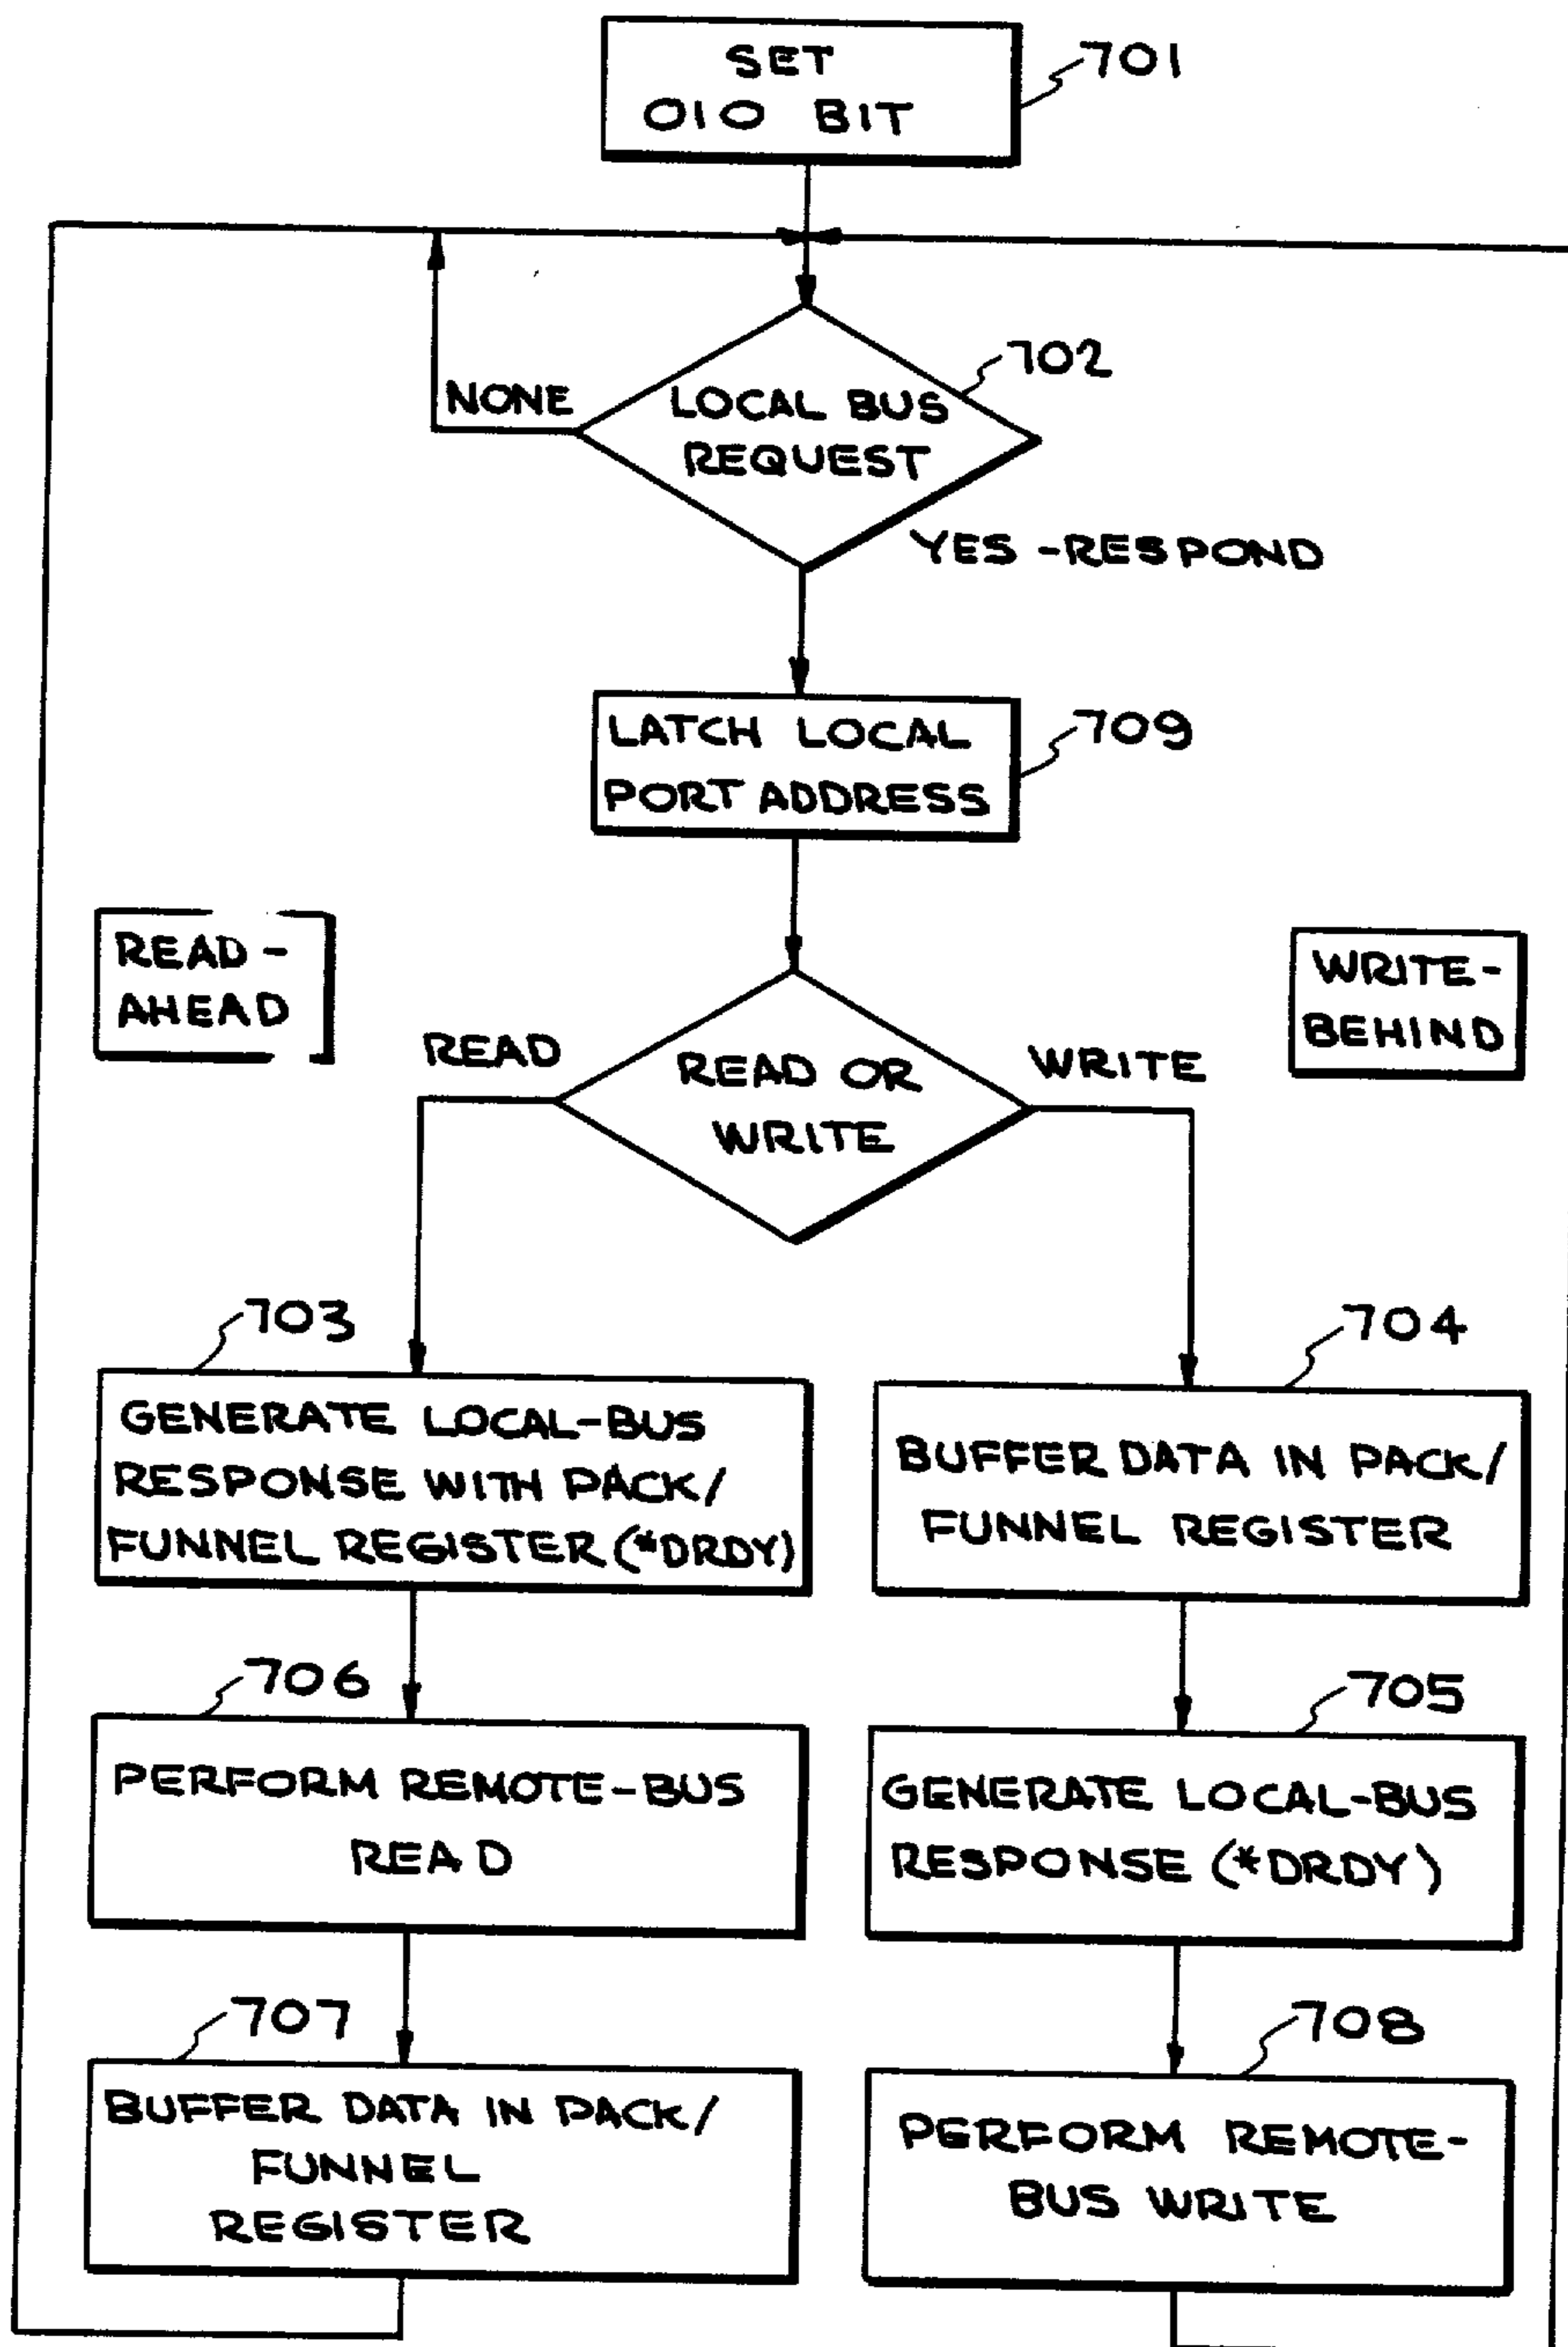 SET
010 BIT
701
702
NONE
LOCAL BUS
REQUEST
YES -RESPOND
LATCH LOCAL
PORT ADDRESS
709
READ -
AHEAD
WRITE-
BEHIND
READ
READ OR
WRITE
WRITE
703
GENERATE LOCAL-BUS
RESPONSE WITH PACK/
FUNNEL REGISTER (*DRDY)
704
BUFFER DATA IN PACK/
FUNNEL REGISTER
706
PERFORM REMOTE-BUS
READ
705
GENERATE LOCAL-BUS
RESPONSE (*DRDY)
707
BUFFER DATA IN PACK/
FUNNEL
REGISTER
708
PERFORM REMOTE-
BUS WRITE